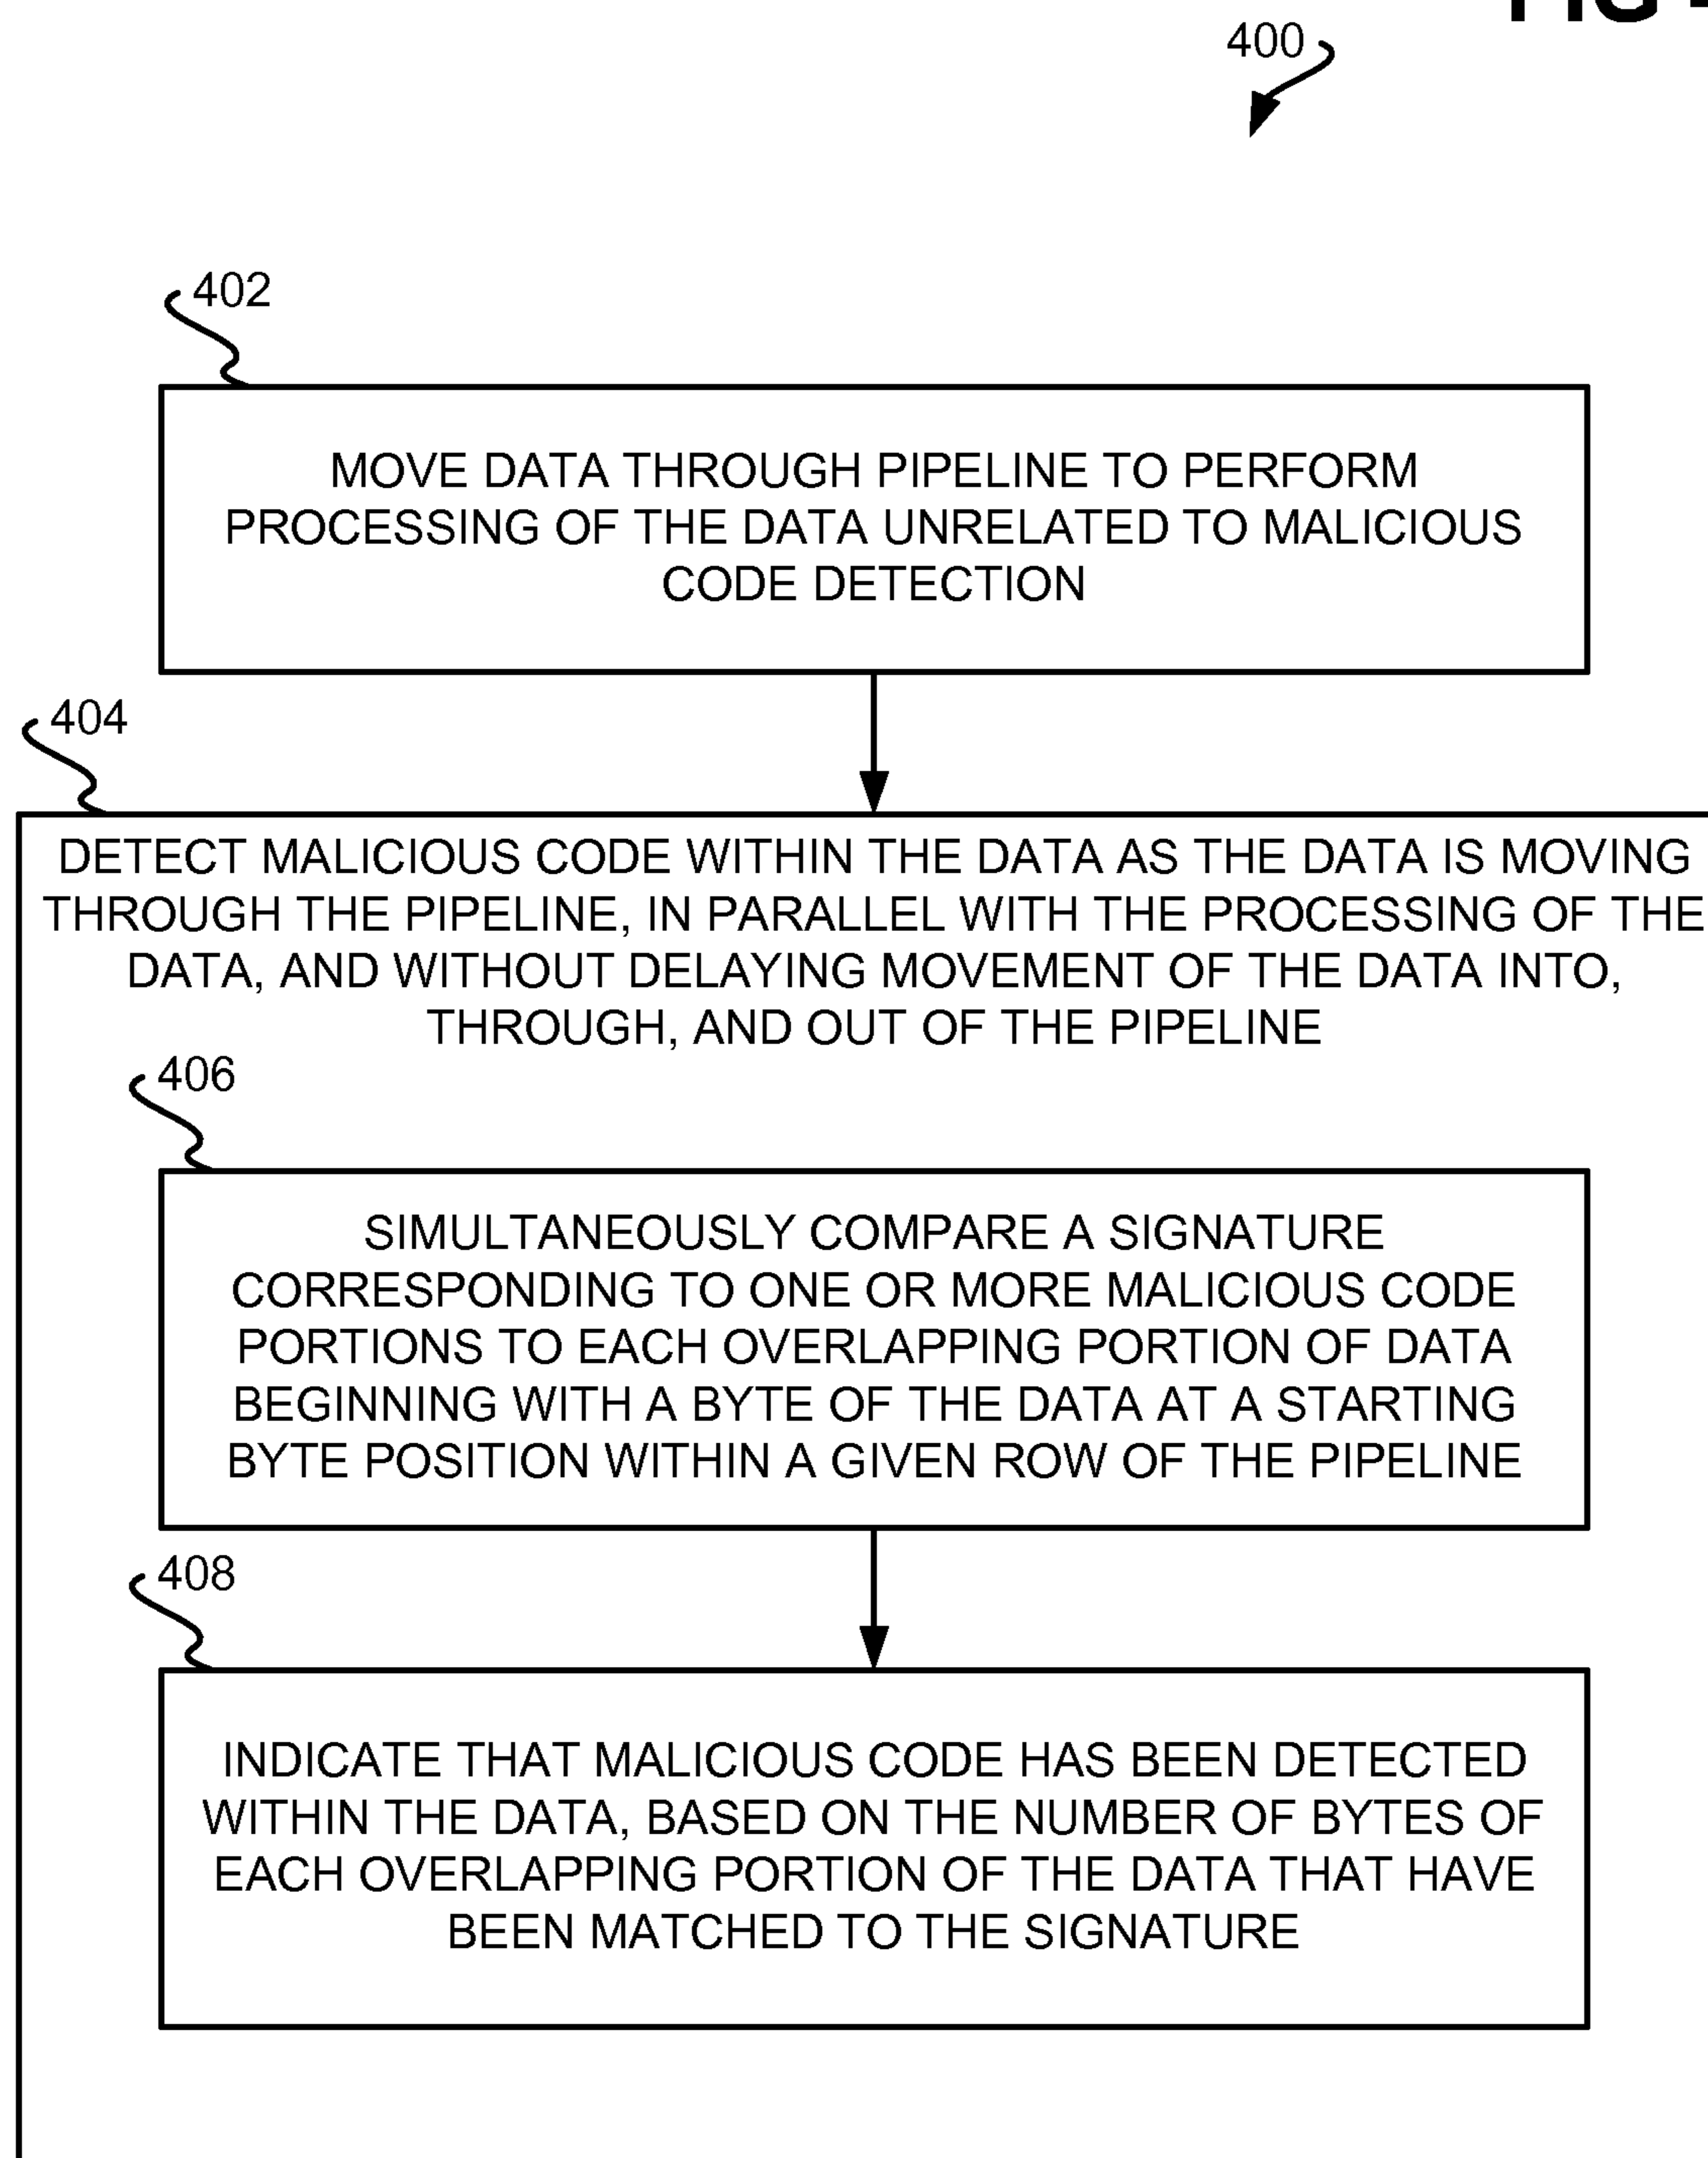 FIG
400
402
MOVE DATA THROUGH PIPELINE TO PERFORM
PROCESSING OF THE DATA UNRELATED TO MALICIOUS
CODE DETECTION
404
DETECT MALICIOUS CODE WITHIN THE DATA AS THE DATA IS MOVING
THROUGH THE PIPELINE, IN PARALLEL WITH THE PROCESSING OF THE
DATA, AND WITHOUT DELAYING MOVEMENT OF THE DATA INTO,
THROUGH, AND OUT OF THE PIPELINE
406
SIMULTANEOUSLY COMPARE A SIGNATURE
CORRESPONDING TO ONE OR MORE MALICIOUS CODE
PORTIONS TO EACH OVERLAPPING PORTION OF DATA
BEGINNING WITH A BYTE OF THE DATA AT A STARTING
BYTE POSITION WITHIN A GIVEN ROW OF THE PIPELINE
408
INDICATE THAT MALICIOUS CODE HAS BEEN DETECTED
WITHIN THE DATA, BASED ON THE NUMBER OF BYTES OF
EACH OVERLAPPING PORTION OF THE DATA THAT HAVE
BEEN MATCHED TO THE SIGNATURE